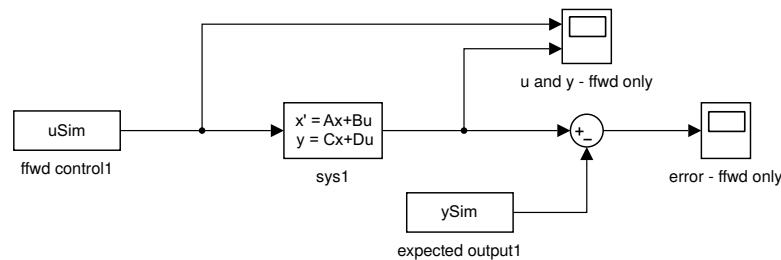 u and y - ffwd only
uSim
ffwd control1
x' = Ax+Bu
y = Cx+Du
sys1
+
−
error - ffwd only
ySim
expected output1